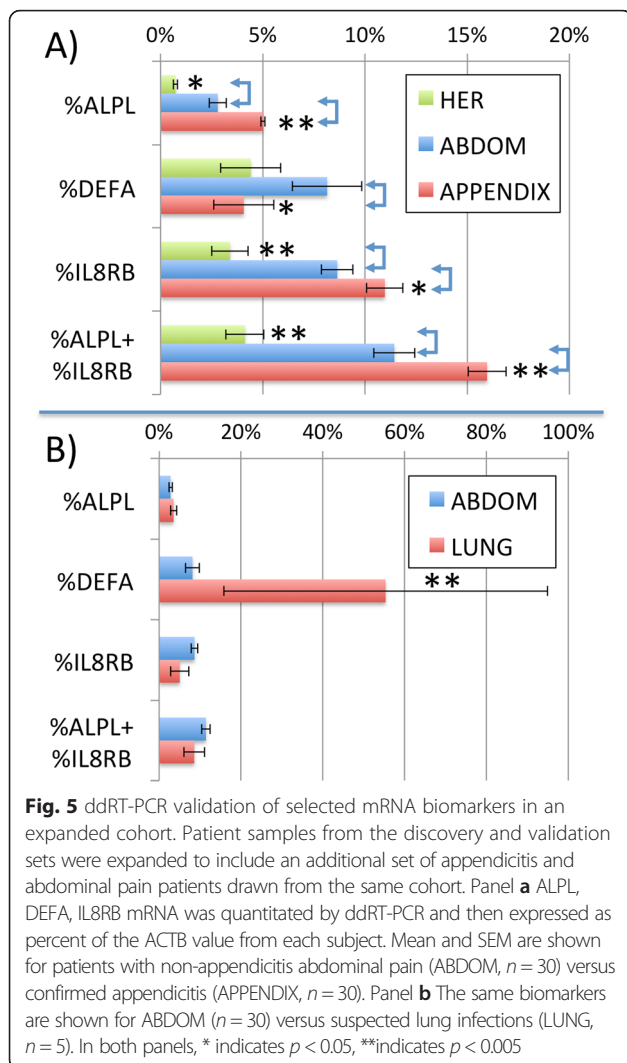 A)
0% 5% 10% 15% 20%
%ALPL
* **
HER
ABDOM
APPENDIX
%DEFA
*
%IL8RB
** *
%ALPL+
%IL8RB
** **
B)
0% 20% 40% 60% 80% 100%
%ALPL
ABDOM
LUNG
%DEFA
**
%IL8RB
%ALPL+
%IL8RB
Fig. 5 ddRT-PCR validation of selected mRNA biomarkers in an
expanded cohort. Patient samples from the discovery and validation
sets were expanded to include an additional set of appendicitis and
abdominal pain patients drawn from the same cohort. Panel a ALPL,
DEFA, IL8RB mRNA was quantitated by ddRT-PCR and then expressed as
percent of the ACTB value from each subject. Mean and SEM are shown
for patients with non-appendicitis abdominal pain (ABDOM, n = 30) versus
confirmed appendicitis (APPENDIX, n = 30). Panel b The same biomarkers
are shown for ABDOM (n = 30) versus suspected lung infections (LUNG,
n = 5). In both panels, * indicates p < 0.05, **indicates p < 0.005